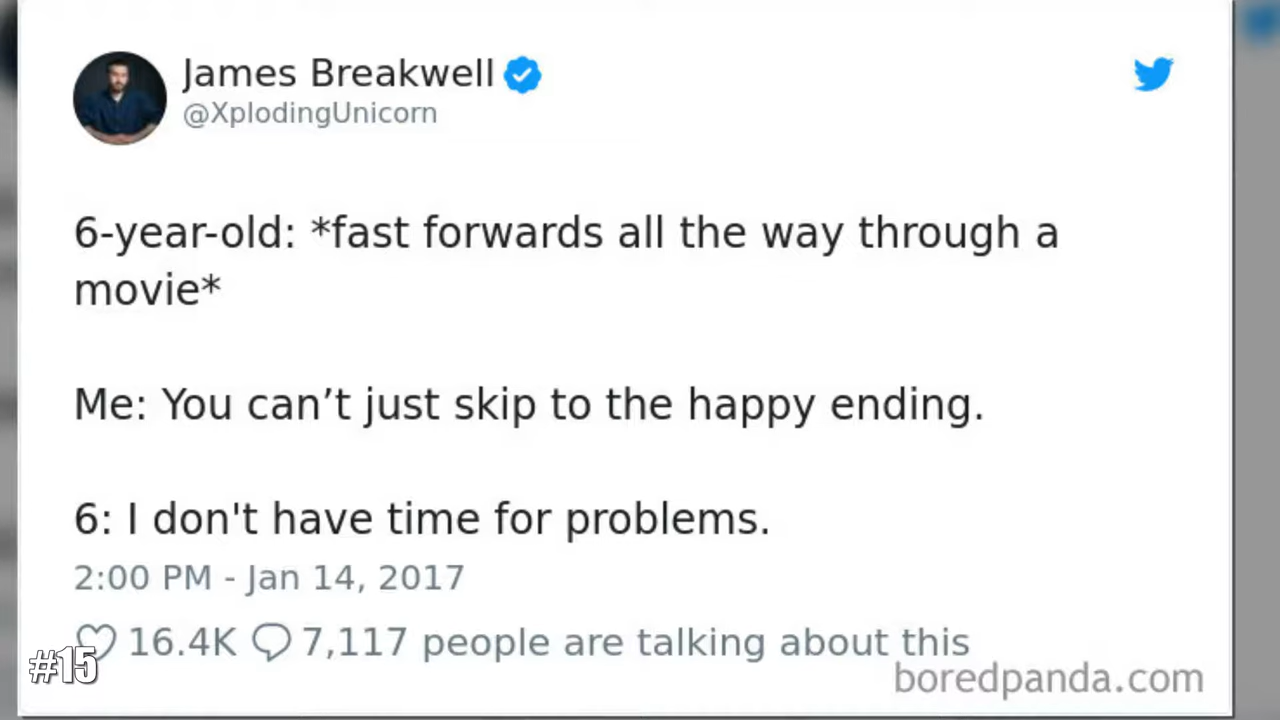 James Breakwell
@XplodingUnicorn
6-year-old: *fast forwards all the way through a
movie*
Me: You can’t just skip to the happy ending.
6: I don't have time for problems.
2:00 PM - Jan 14, 2017
16.4K 7,117 people are talking about this
#15
boredpanda.com